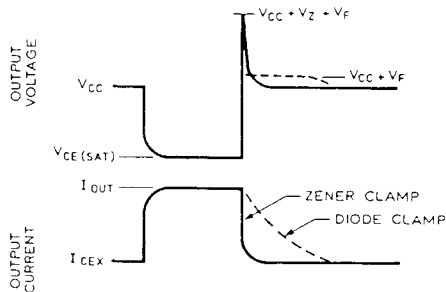 OUTPUT
VOLTAGE
VCC + VZ + VF
VCC
VCC + VF
VCE(SAT)
IOUT
ZENER CLAMP
DIODE CLAMP
OUTPUT
CURRENT
ICEX